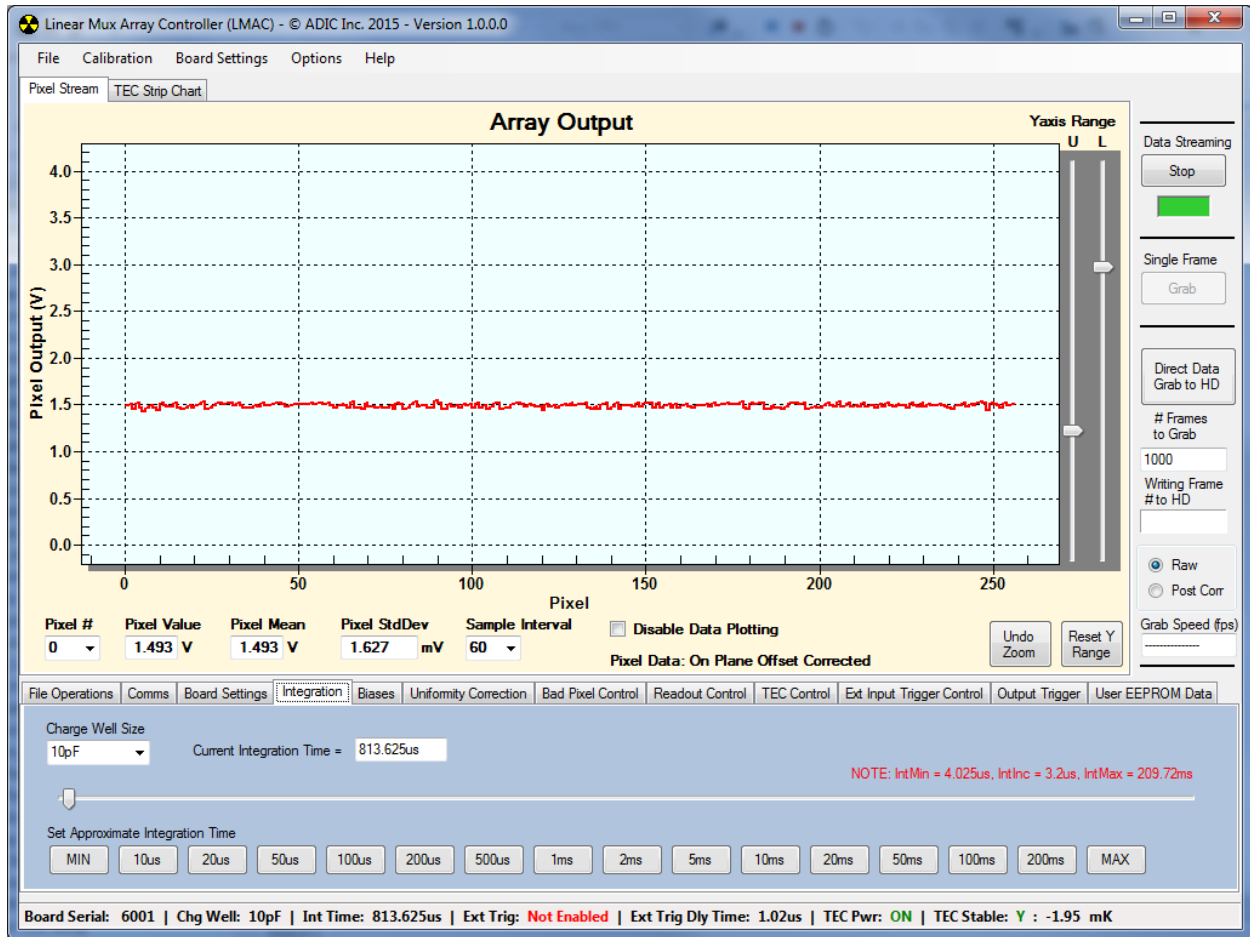 Linear Mux Array Controller (LMAC) - © ADIC Inc. 2015 - Version 1.0.0.0
File Calibration Board Settings Options Help
Pixel Stream TEC Strip Chart
Array Output
Yaxis Range
U L
4.0
3.5
3.0
2.5
2.0
1.5
1.0
0.5
0.0
Pixel Output (V)
0 50 100 150 200 250
Pixel
Pixel # Pixel Value Pixel Mean Pixel StdDev Sample Interval
0 1.493 V 1.493 V 1.627 mV 60
Disable Data Plotting
Pixel Data: On Plane Offset Corrected
Undo Zoom
Reset Y Range
Data Streaming
Stop
Single Frame
Grab
Direct Data
Grab to HD
# Frames
to Grab
1000
Writing Frame
# to HD
Raw
Post Corr
Grab Speed (fps)
---------------
File Operations Comms Board Settings Integration Biases Uniformity Correction Bad Pixel Control Readout Control TEC Control Ext Input Trigger Control Output Trigger User EEPROM Data
Charge Well Size
10pF Current Integration Time = 813.625us
NOTE: IntMin = 4.025us, IntInc = 3.2us, IntMax = 209.72ms
Set Approximate Integration Time
MIN 10us 20us 50us 100us 200us 500us 1ms 2ms 5ms 10ms 20ms 50ms 100ms 200ms MAX
Board Serial: 6001 | Chg Well: 10pF | Int Time: 813.625us | Ext Trig: Not Enabled | Ext Trig Dly Time: 1.02us | TEC Pwr: ON | TEC Stable: Y : -1.95 mK